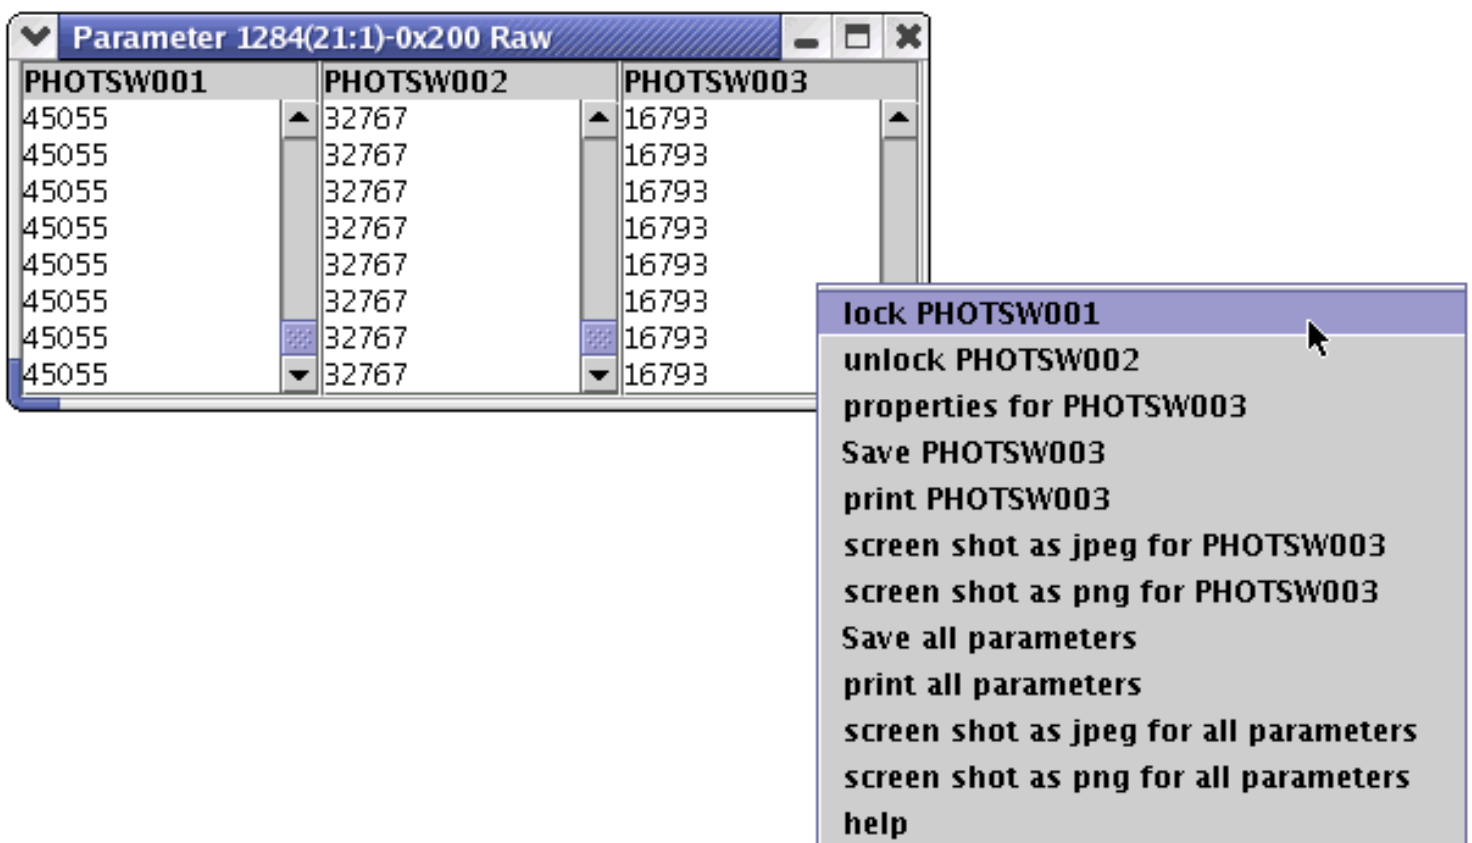 Parameter 1284(21:1)-0x200 Raw
PHOTSW001 PHOTSW002 PHOTSW003
45055 32767 16793
45055 32767 16793
45055 32767 16793
45055 32767 16793
45055 32767 16793
45055 32767 16793
45055 32767 16793
45055 32767 16793
lock PHOTSW001
unlock PHOTSW002
properties for PHOTSW003
Save PHOTSW003
print PHOTSW003
screen shot as jpeg for PHOTSW003
screen shot as png for PHOTSW003
Save all parameters
print all parameters
screen shot as jpeg for all parameters
screen shot as png for all parameters
help